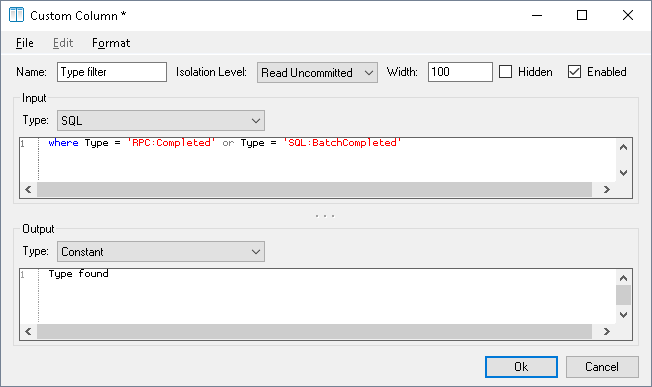 Custom Column *
File Edit Format
Name: Type filter Isolation Level: Read Uncommitted Width: 100 Hidden Enabled
Input
Type: SQL
1 where Type = 'RPC:Completed' or Type = 'SQL:BatchCompleted'
Output
Type: Constant
1 Type found
Ok Cancel